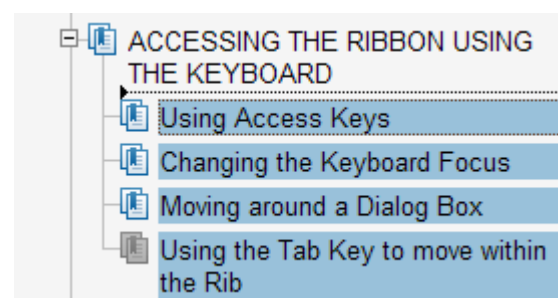 ACCESSING THE RIBBON USING
THE KEYBOARD
Using Access Keys
Changing the Keyboard Focus
Moving around a Dialog Box
Using the Tab Key to move within
the Rib